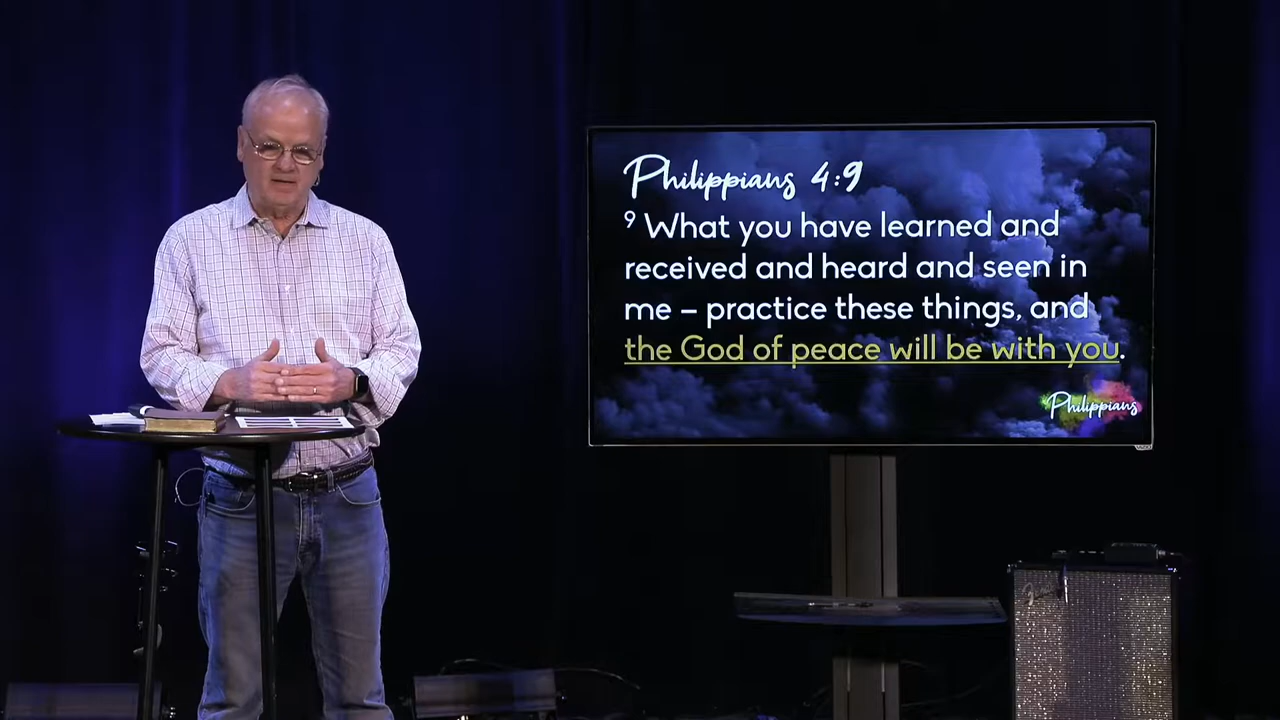 Philippians 4:9
9 What you have learned and
received and heard and seen in
me – practice these things, and
the God of peace will be with you.
Philippians
Fender